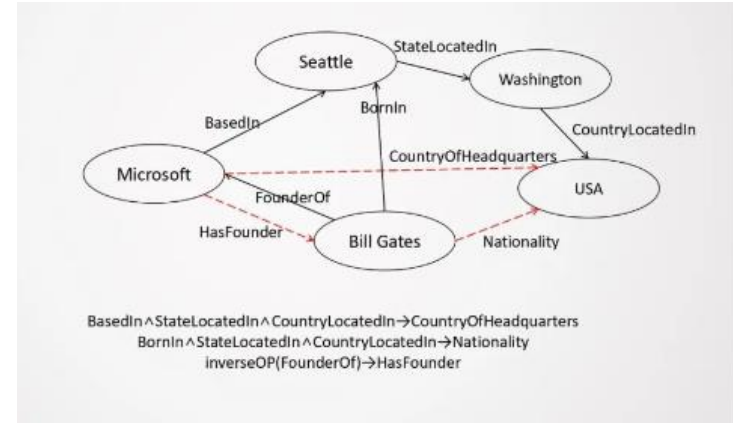 Seattle
StateLocatedIn
Washington
BasedIn
BornIn
CountryLocatedIn
Microsoft
CountryOfHeadquarters
USA
FounderOf
HasFounder
Bill Gates
Nationality
BasedIn∧StateLocatedIn∧CountryLocatedIn→CountryOfHeadquarters
BornIn∧StateLocatedIn∧CountryLocatedIn→Nationality
inverseOP(FounderOf)→HasFounder